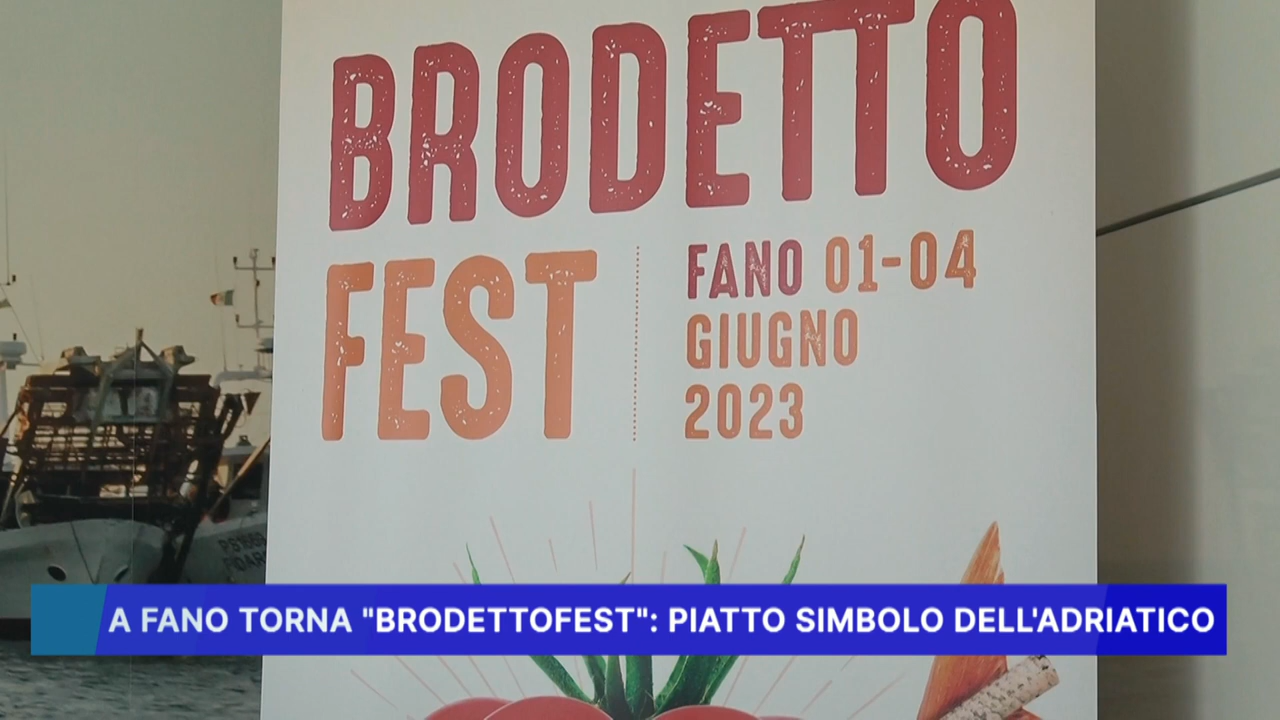 BRODETTO
FEST
FANO 01-04
GIUGNO
2023
A FANO TORNA "BRODETTOFEST": PIATTO SIMBOLO DELL'ADRIATICO